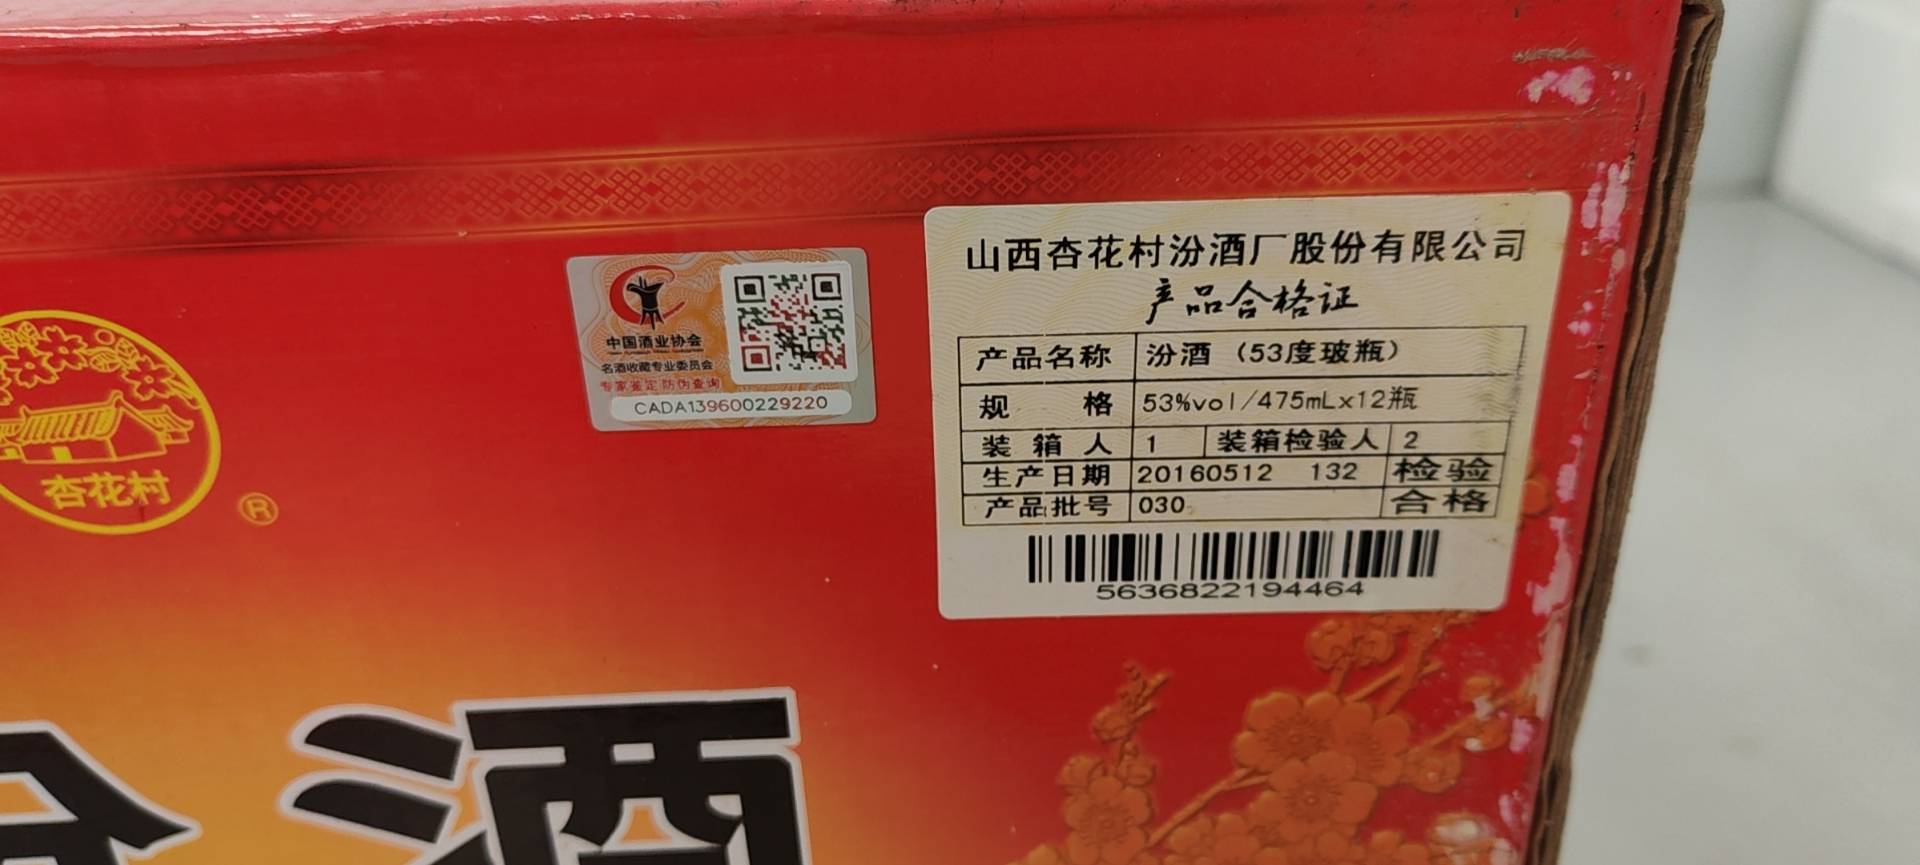 山西杏花村汾酒厂股份有限公司
产品合格证
产品名称 汾酒（53度玻瓶）
规 格 53%vol/475mLx12瓶
装箱人 1 装箱检验人 2
生产日期 20160512 132 检验
产品批号 030 合格
5636822194464
中国酒业协会
名酒收藏专业委员会
专家鉴定 防伪查询
CADA139600229220
杏花村
®
酒